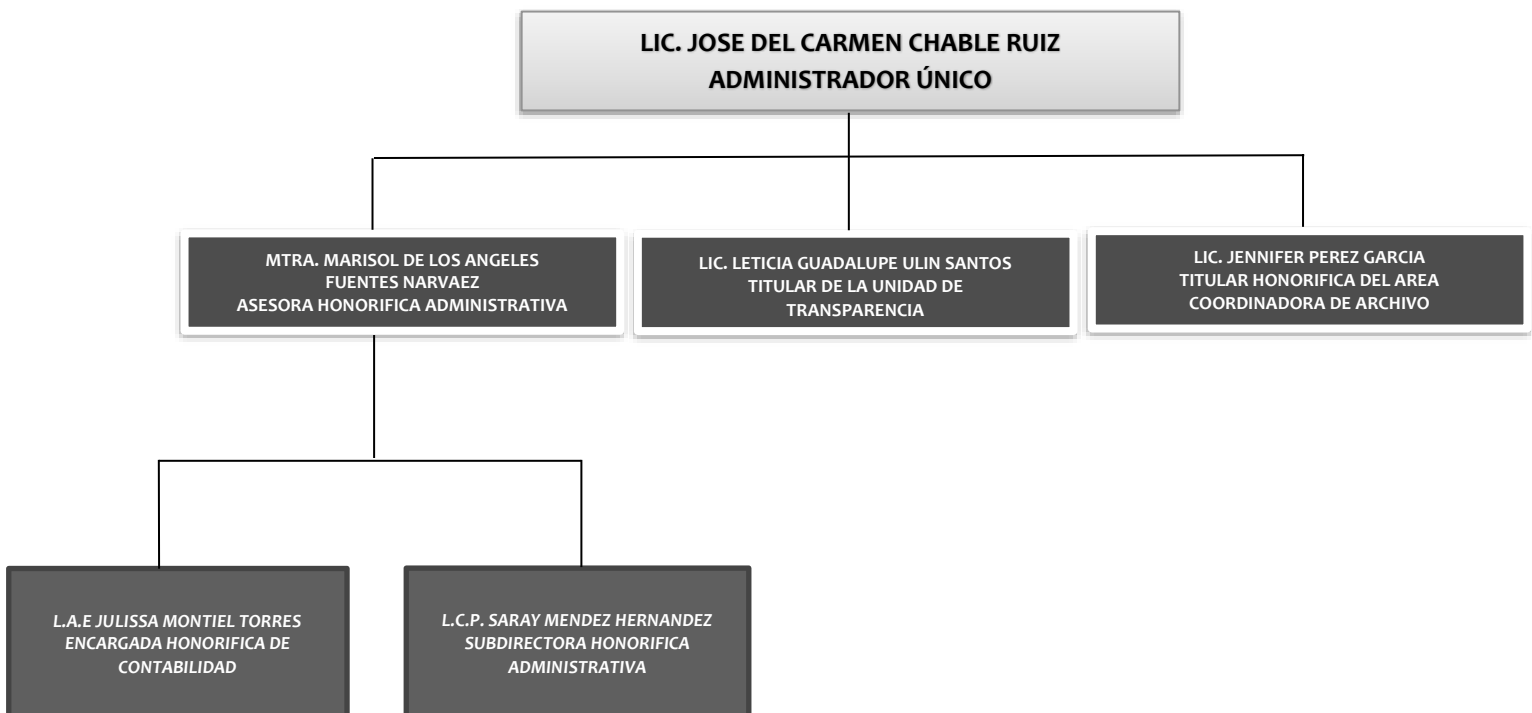 LIC. JOSE DEL CARMEN CHABLE RUIZ
ADMINISTRADOR ÚNICO
MTRA. MARISOL DE LOS ANGELES
FUENTES NARVAEZ
ASESORA HONORIFICA ADMINISTRATIVA
LIC. LETICIA GUADALUPE ULIN SANTOS
TITULAR DE LA UNIDAD DE
TRANSPARENCIA
LIC. JENNIFER PEREZ GARCIA
TITULAR HONORIFICA DEL AREA
COORDINADORA DE ARCHIVO
L.A.E JULISSA MONTIEL TORRES
ENCARGADA HONORIFICA DE
CONTABILIDAD
L.C.P. SARAY MENDEZ HERNANDEZ
SUBDIRECTORA HONORIFICA
ADMINISTRATIVA